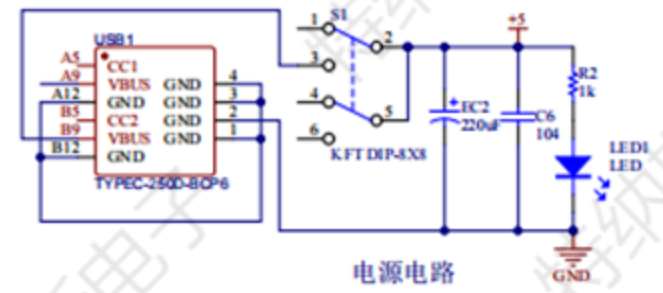 USB1
A5 CC1
A9 VBUS GND 4
A12 GND GND 3
B5 CC2 GND 2
B9 VBUS GND 1
B12 GND
TYPEC-250D-BCP6
S1
1
2
3
4
5
6
KFT DIP-8X8
+5
EC2
220uF
C6
104
R2
1k
LED1
LED
GND
电源电路